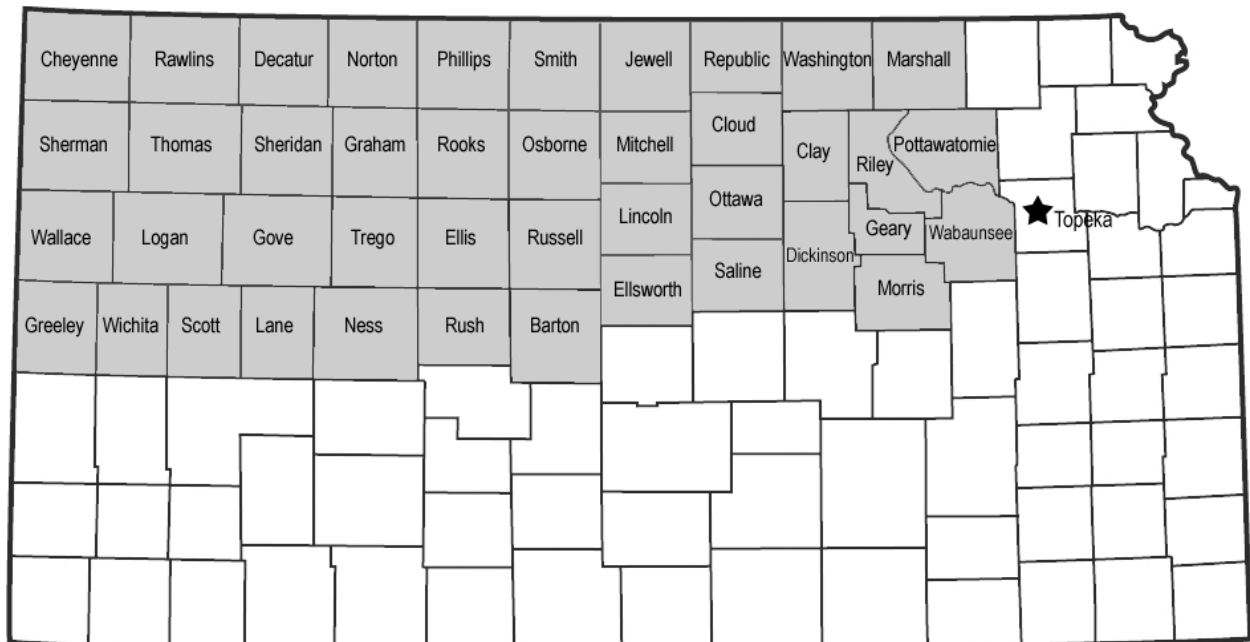 Cheyenne
Rawlins
Decatur
Norton
Phillips
Smith
Jewell
Republic
Washington
Marshall
Sherman
Thomas
Sheridan
Graham
Rooks
Osborne
Mitchell
Cloud
Clay
Riley
Pottawatomie
Wallace
Logan
Gove
Trego
Ellis
Russell
Lincoln
Ottawa
Dickinson
Geary
Wabaunsee
Topeka
Greeley
Wichita
Scott
Lane
Ness
Rush
Barton
Ellsworth
Saline
Morris